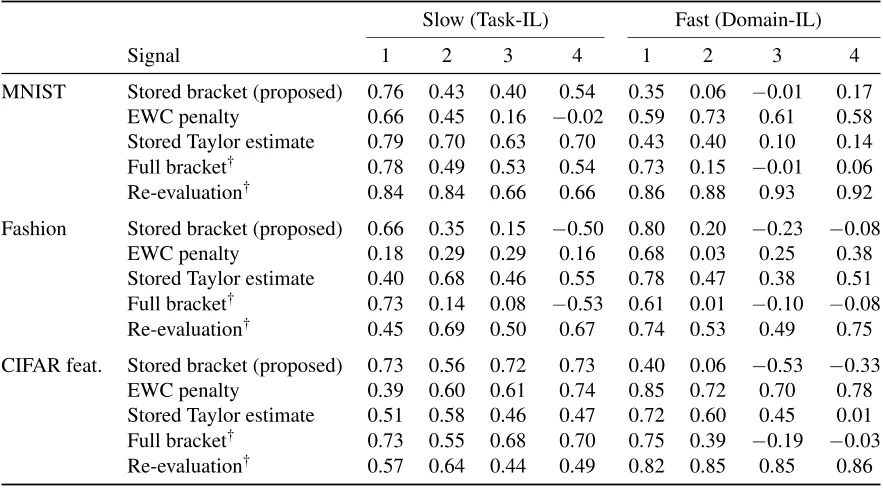 Slow (Task-IL) Fast (Domain-IL)
Signal 1 2 3 4 1 2 3 4
MNIST Stored bracket (proposed) 0.76 0.43 0.40 0.54 0.35 0.06 −0.01 0.17
EWC penalty 0.66 0.45 0.16 −0.02 0.59 0.73 0.61 0.58
Stored Taylor estimate 0.79 0.70 0.63 0.70 0.43 0.40 0.10 0.14
Full bracket† 0.78 0.49 0.53 0.54 0.73 0.15 −0.01 0.06
Re-evaluation† 0.84 0.84 0.66 0.66 0.86 0.88 0.93 0.92
Fashion Stored bracket (proposed) 0.66 0.35 0.15 −0.50 0.80 0.20 −0.23 −0.08
EWC penalty 0.18 0.29 0.29 0.16 0.68 0.03 0.25 0.38
Stored Taylor estimate 0.40 0.68 0.46 0.55 0.78 0.47 0.38 0.51
Full bracket† 0.73 0.14 0.08 −0.53 0.61 0.01 −0.10 −0.08
Re-evaluation† 0.45 0.69 0.50 0.67 0.74 0.53 0.49 0.75
CIFAR feat. Stored bracket (proposed) 0.73 0.56 0.72 0.73 0.40 0.06 −0.53 −0.33
EWC penalty 0.39 0.60 0.61 0.74 0.85 0.72 0.70 0.78
Stored Taylor estimate 0.51 0.58 0.46 0.47 0.72 0.60 0.45 0.01
Full bracket† 0.73 0.55 0.68 0.70 0.75 0.39 −0.19 −0.03
Re-evaluation† 0.57 0.64 0.44 0.49 0.82 0.85 0.85 0.86